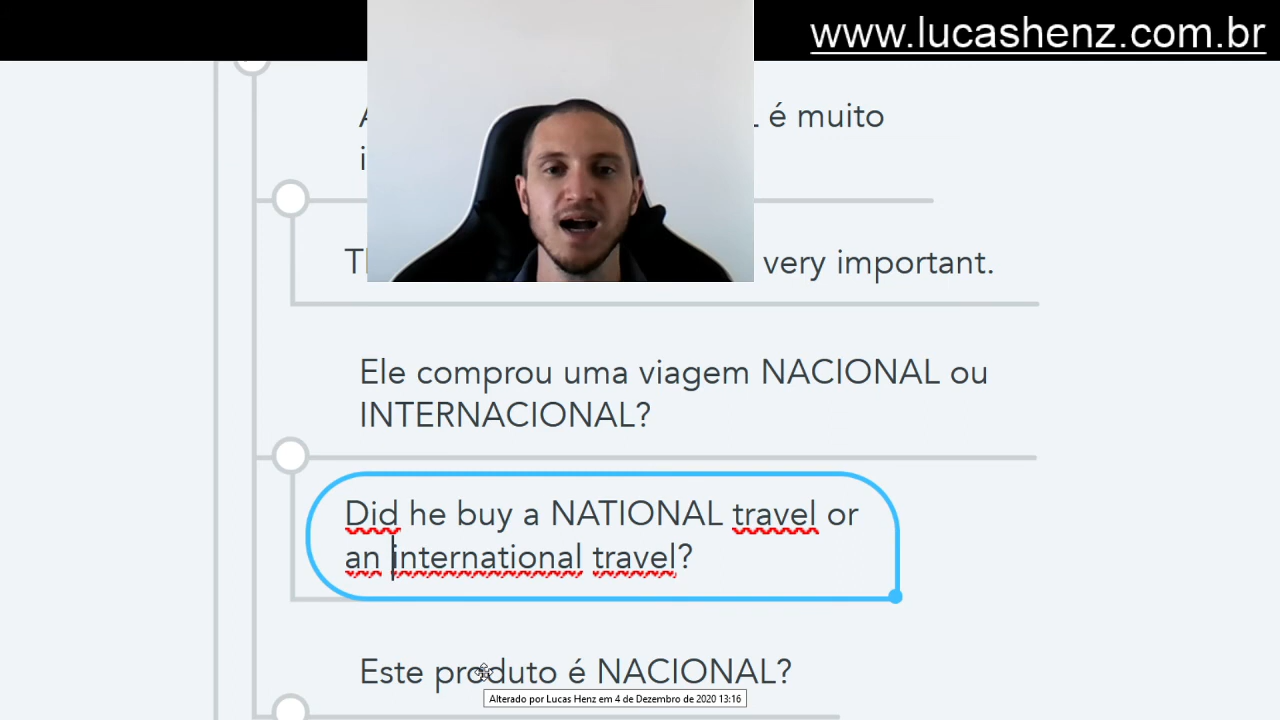 www.lucashenz.com.br
é muito
very important.
Ele comprou uma viagem NACIONAL ou
INTERNACIONAL?
Did he buy a NATIONAL travel or
an international travel?
Este produto é NACIONAL?
Alterado por Lucas Henz em 4 de Dezembro de 2020 13:16